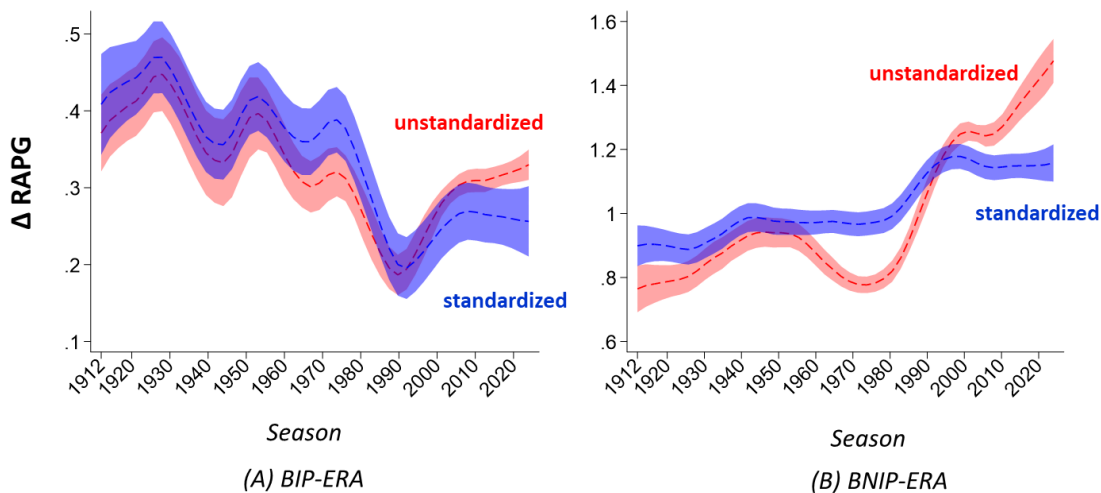 Δ RAPG
.5
.4
.3
.2
.1
unstandardized
standardized
1912 1920 1930 1940 1950 1960 1970 1980 1990 2000 2010 2020
Season
(A) BIP-ERA
1.6
1.4
1.2
1
.8
.6
unstandardized
standardized
1912 1920 1930 1940 1950 1960 1970 1980 1990 2000 2010 2020
Season
(B) BNIP-ERA